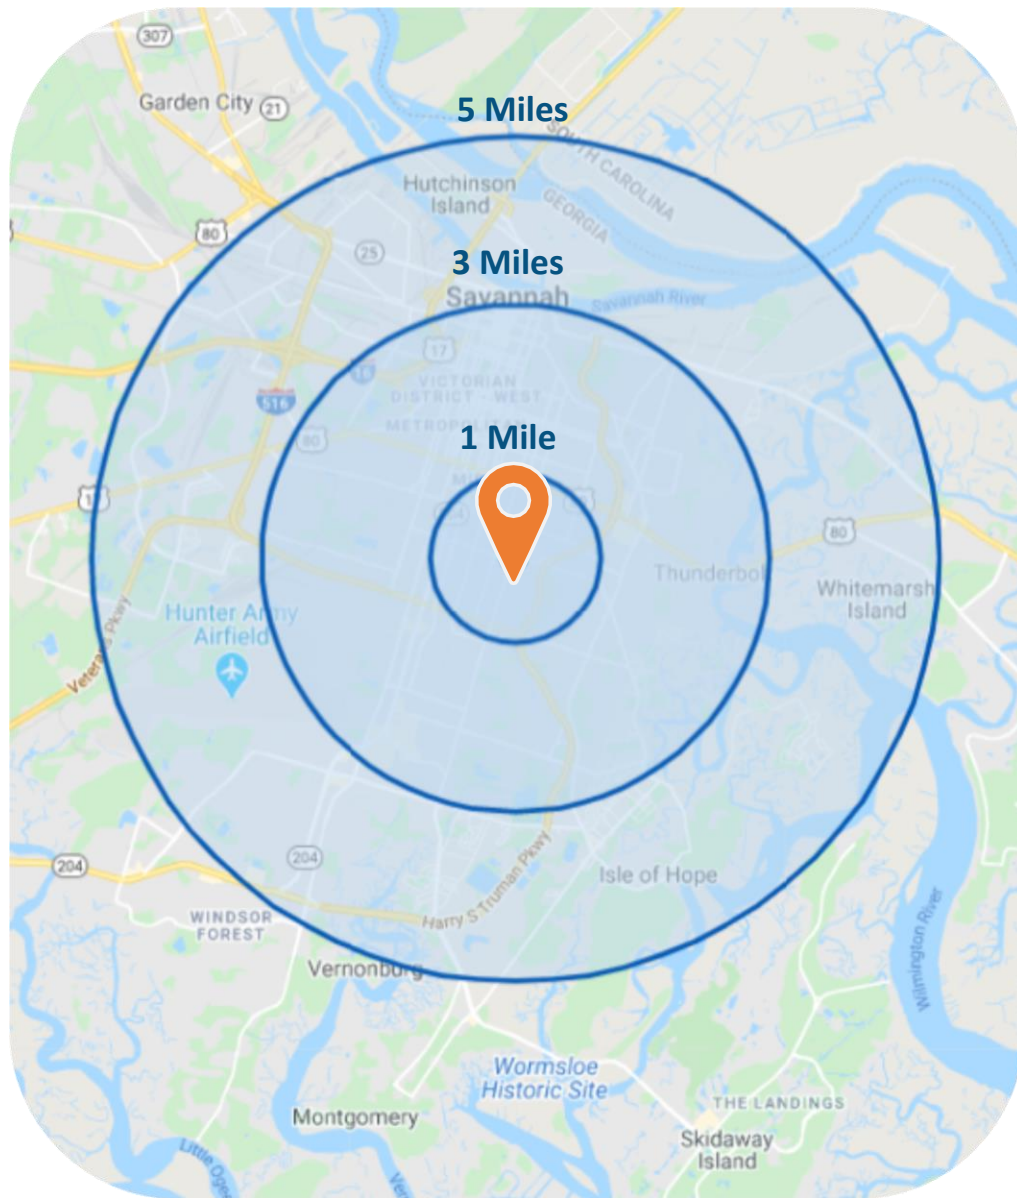 307
Garden City
21
5 Miles
SOUTH CAROLINA
GEORGIA
Hutchinson
Island
80
25
3 Miles
Savannah
Savannah River
17
16
VICTORIAN
DISTRICT - WEST
516
METROPOLITAN
80
1 Mile
17
80
Thunderbolt
Whitemarsh
Island
Hunter Army
Airfield
Veterans Pkwy
204
204
Isle of Hope
Harry S Truman Pkwy
WINDSOR
FOREST
Vernonburg
Wilmington River
Wormsloe
Historic Site
THE LANDINGS
Montgomery
Skidaway
Island
Little Oge
Ver